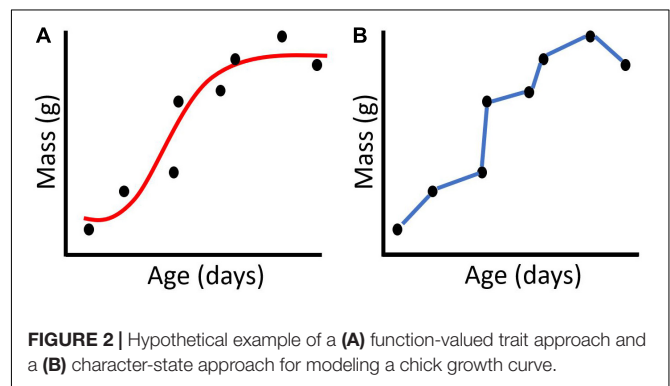 A
B
Mass (g)
Mass (g)
Age (days)
Age (days)
FIGURE 2 | Hypothetical example of a (A) function-valued trait approach and
a (B) character-state approach for modeling a chick growth curve.